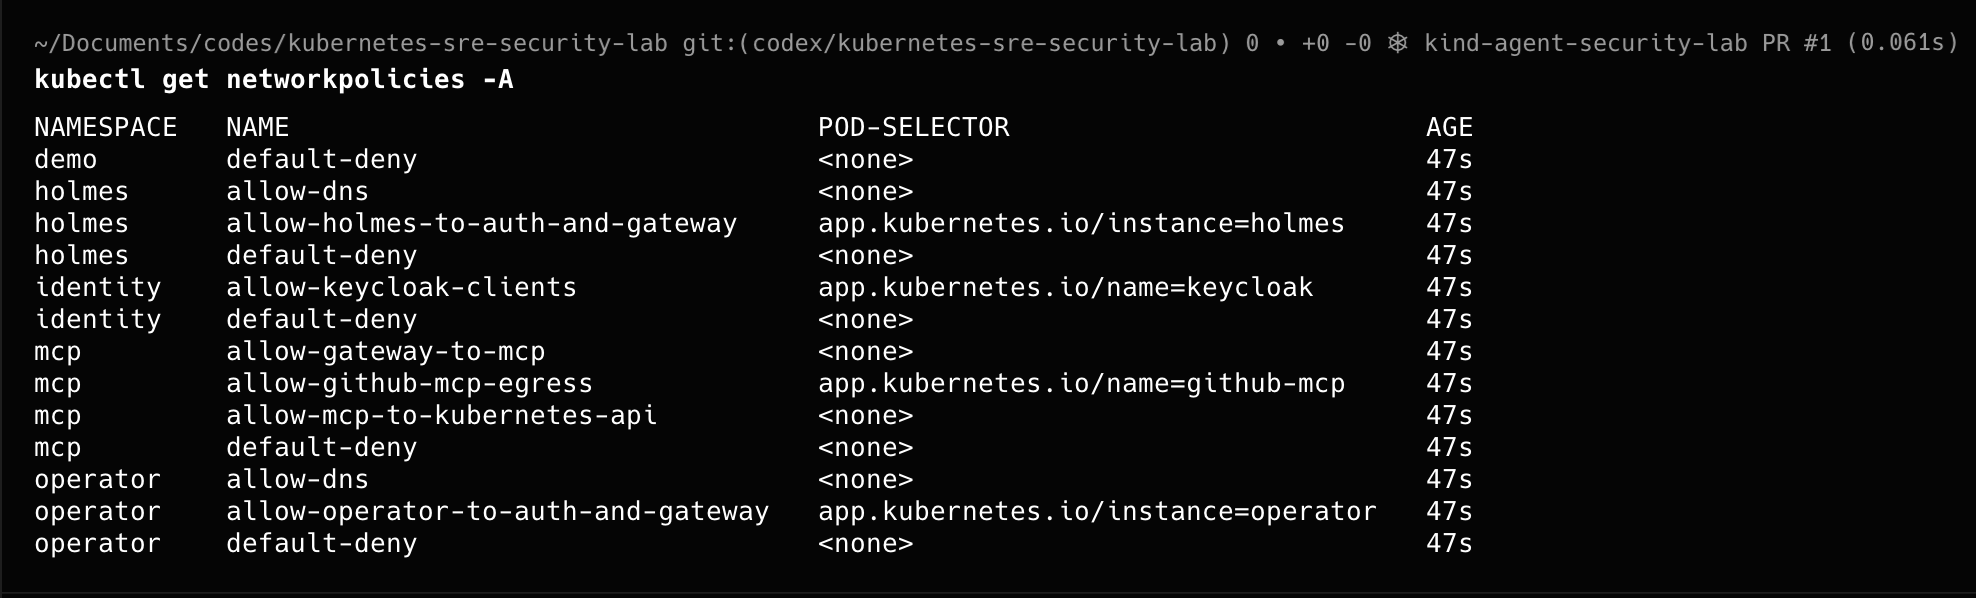 ~/Documents/codes/kubernetes-sre-security-lab git:(codex/kubernetes-sre-security-lab) 0 • +0 -0 ⎈ kind-agent-security-lab PR #1 (0.061s)
kubectl get networkpolicies -A
NAMESPACE   NAME                                 POD-SELECTOR                          AGE
demo        default-deny                         <none>                                47s
holmes      allow-dns                            <none>                                47s
holmes      allow-holmes-to-auth-and-gateway     app.kubernetes.io/instance=holmes     47s
holmes      default-deny                         <none>                                47s
identity    allow-keycloak-clients               app.kubernetes.io/name=keycloak       47s
identity    default-deny                         <none>                                47s
mcp         allow-gateway-to-mcp                 <none>                                47s
mcp         allow-github-mcp-egress              app.kubernetes.io/name=github-mcp     47s
mcp         allow-mcp-to-kubernetes-api          <none>                                47s
mcp         default-deny                         <none>                                47s
operator    allow-dns                            <none>                                47s
operator    allow-operator-to-auth-and-gateway   app.kubernetes.io/instance=operator   47s
operator    default-deny                         <none>                                47s